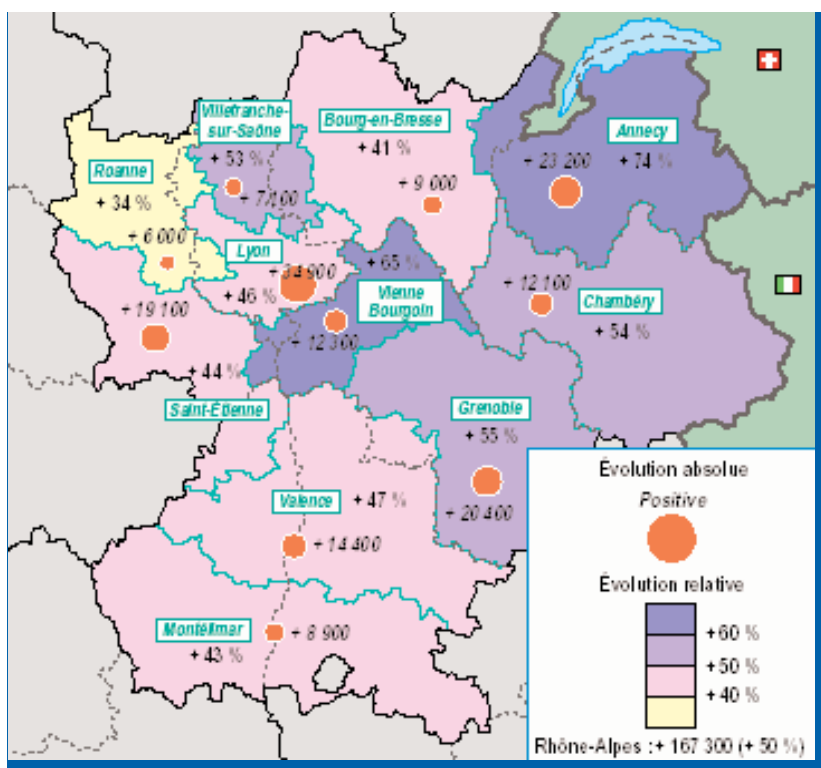 Villefranche-
sur-Saône
+ 53 %
+ 7 100
Bourg-en-Bresse
+ 41 %
+ 9 000
Annecy
+ 23 200
+ 74 %
Roanne
+ 34 %
+ 6 000
Lyon
+ 34 900
+ 46 %
+ 65 %
Vienne
Bourgoin
+ 12 300
+ 12 100
Chambéry
+ 54 %
+ 19 100
+ 44 %
Saint-Étienne
Grenoble
+ 55 %
+ 20 400
Valence
+ 47 %
+ 14 400
Montélimar
+ 8 900
+ 43 %
Évolution absolue
Positive
Évolution relative
+60 %
+50 %
+40 %
Rhône-Alpes :+ 167 300 (+ 50 %)